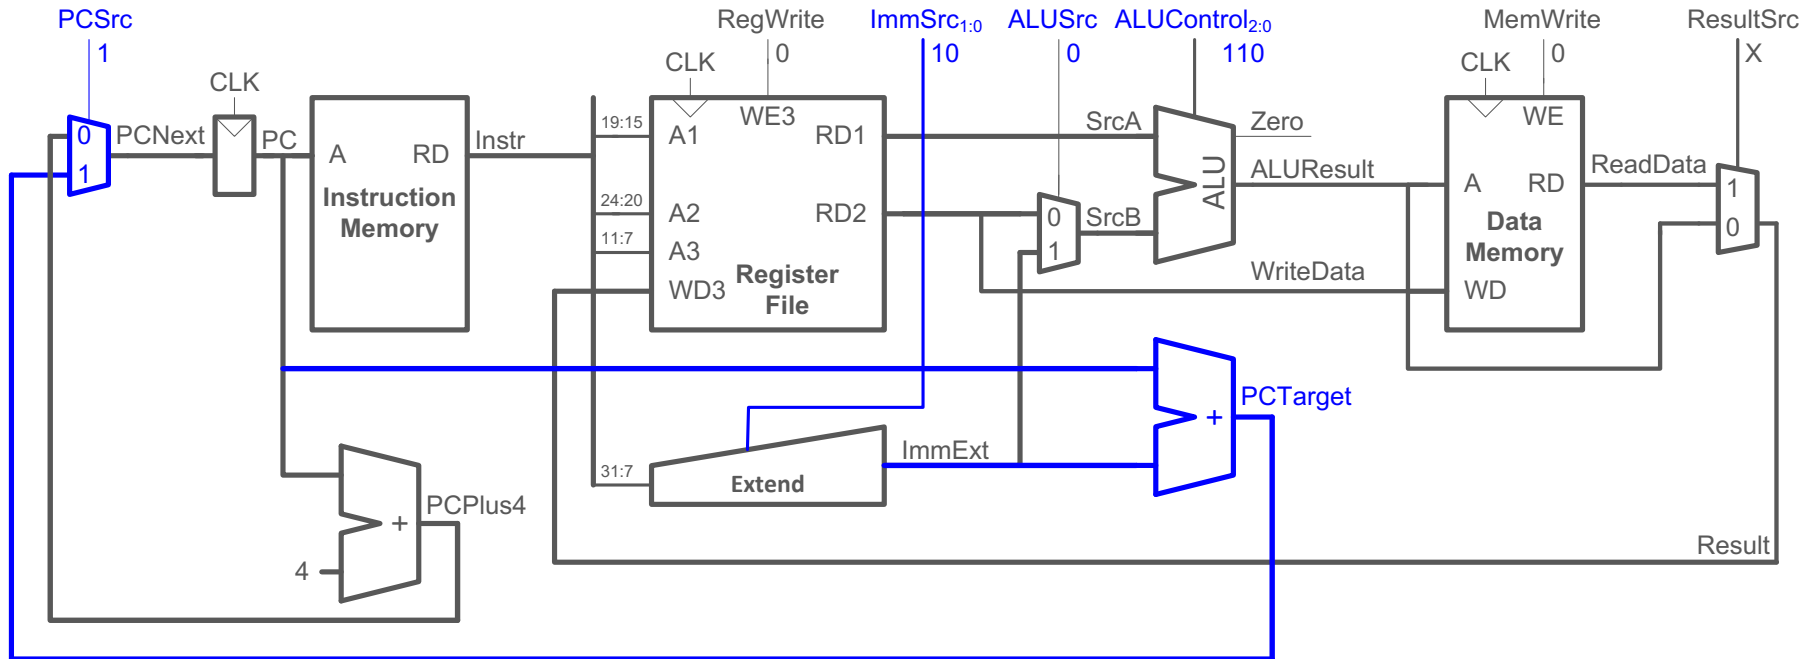 PCSrc
1
RegWrite
0
ImmSrc1:0
10
ALUSrc
0
ALUControl2:0
110
MemWrite
0
ResultSrc
X
CLK
CLK
CLK
0
1
PCNext
PC
A
RD
Instruction
Memory
Instr
19:15
24:20
11:7
31:7
A1
A2
A3
WD3
WE3
RD1
RD2
Register
File
0
1
SrcA
SrcB
ALU
Zero
ALUResult
WriteData
A
WD
WE
RD
Data
Memory
ReadData
1
0
Extend
ImmExt
+
PCTarget
4
+
PCPlus4
Result